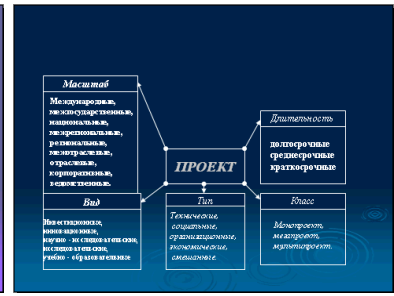 Масштаб
Международные,
межгосударственные,
национальные,
межрегиональные,
региональные,
межотраслевые,
отраслевые,
корпоративные,
ведомственные.
Длительность
долгосрочные
среднесрочные
краткосрочные
ПРОЕКТ
Вид
Инвестиционные,
инновационные,
научно - исследовательские,
исследовательские,
учебно - образовательные
Тип
Технические,
социальные,
организационные,
экономические,
смешанные.
Класс
Монопроект,
мегапроект,
мультипроект.